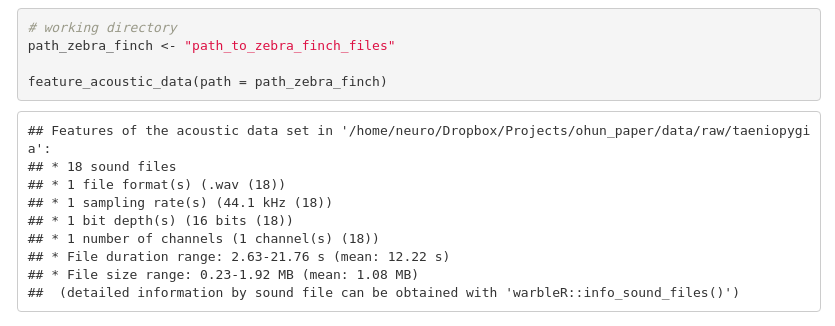 # working directory
path_zebra_finch <- "path_to_zebra_finch_files"
feature_acoustic_data(path = path_zebra_finch)
## Features of the acoustic data set in '/home/neuro/Dropbox/Projects/ohun_paper/data/raw/taeniopygi
a':
## * 18 sound files
## * 1 file format(s) (.wav (18))
## * 1 sampling rate(s) (44.1 kHz (18))
## * 1 bit depth(s) (16 bits (18))
## * 1 number of channels (1 channel(s) (18))
## * File duration range: 2.63-21.76 s (mean: 12.22 s)
## * File size range: 0.23-1.92 MB (mean: 1.08 MB)
##  (detailed information by sound file can be obtained with 'warbleR::info_sound_files()')